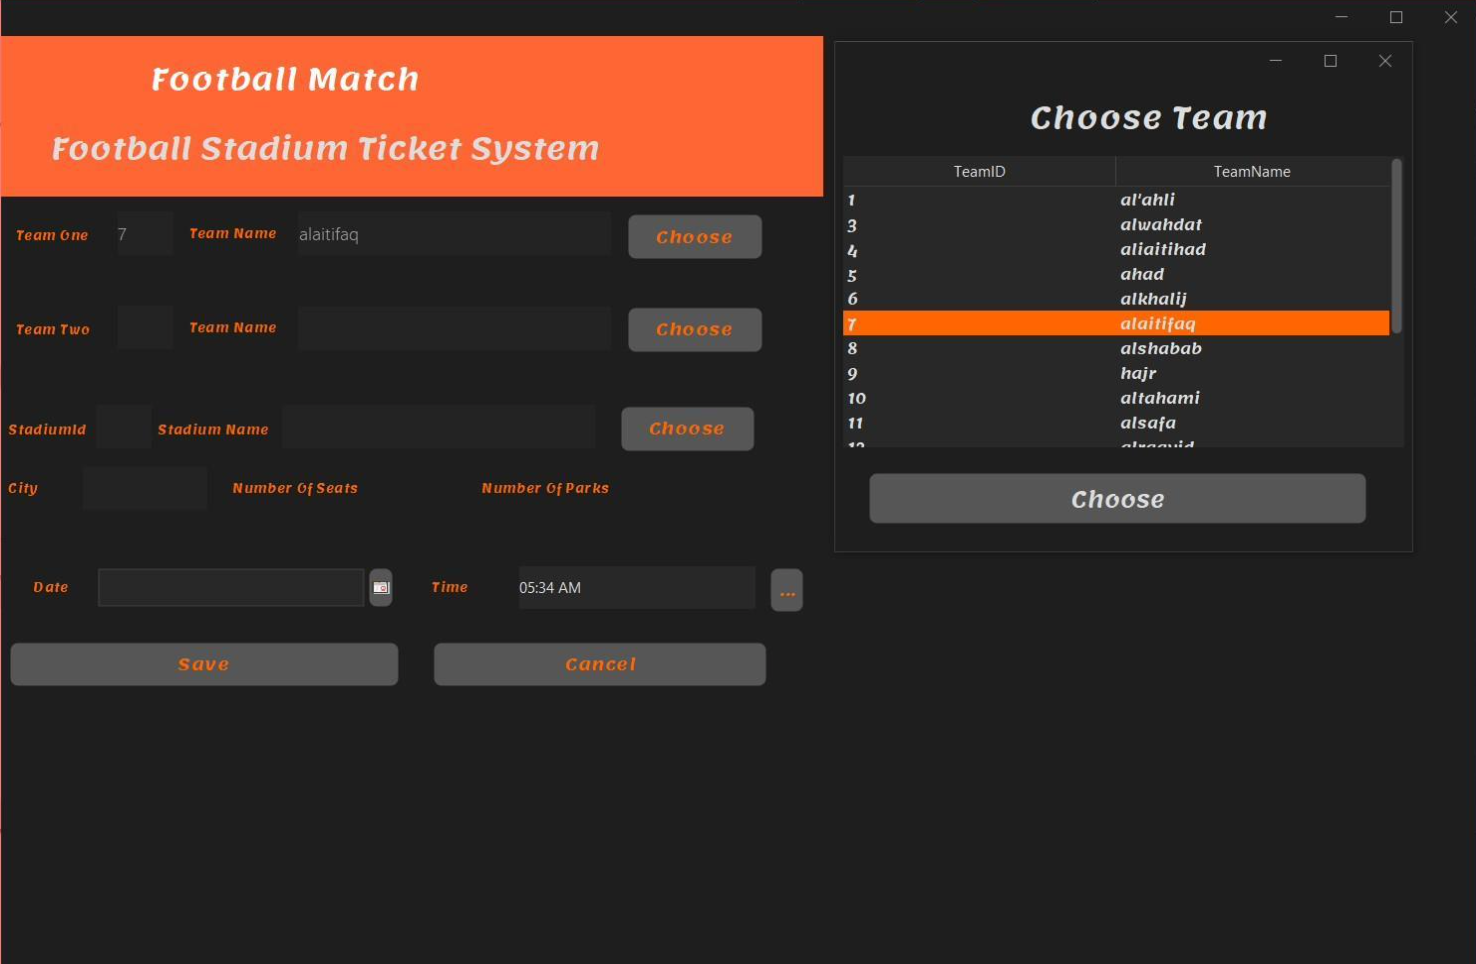 Football Match
Football Stadium Ticket System
Team One 7 Team Name alaitifaq Choose
Team Two Team Name Choose
StadiumId Stadium Name Choose
City Number Of Seats Number Of Parks
Date Time 05:34 AM ...
Save Cancel
Choose Team
TeamID TeamName
1 al'ahli
3 alwahdat
4 aliaitihad
5 ahad
6 alkhalij
7 alaitifaq
8 alshabab
9 hajr
10 altahami
11 alsafa
Choose